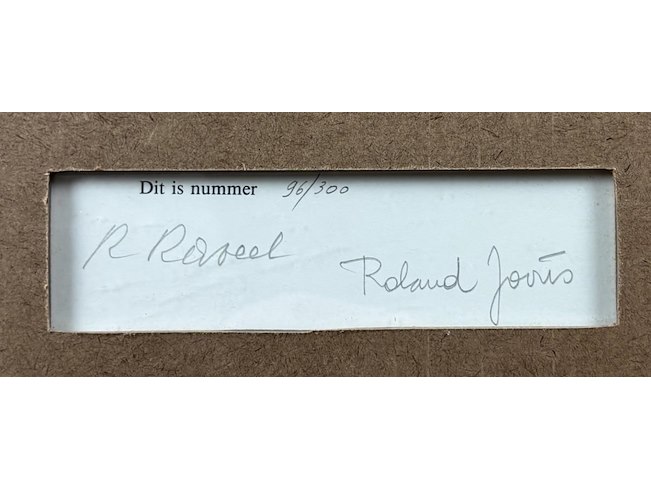 Dit is nummer 96/300
R Raveel
Roland Jooris